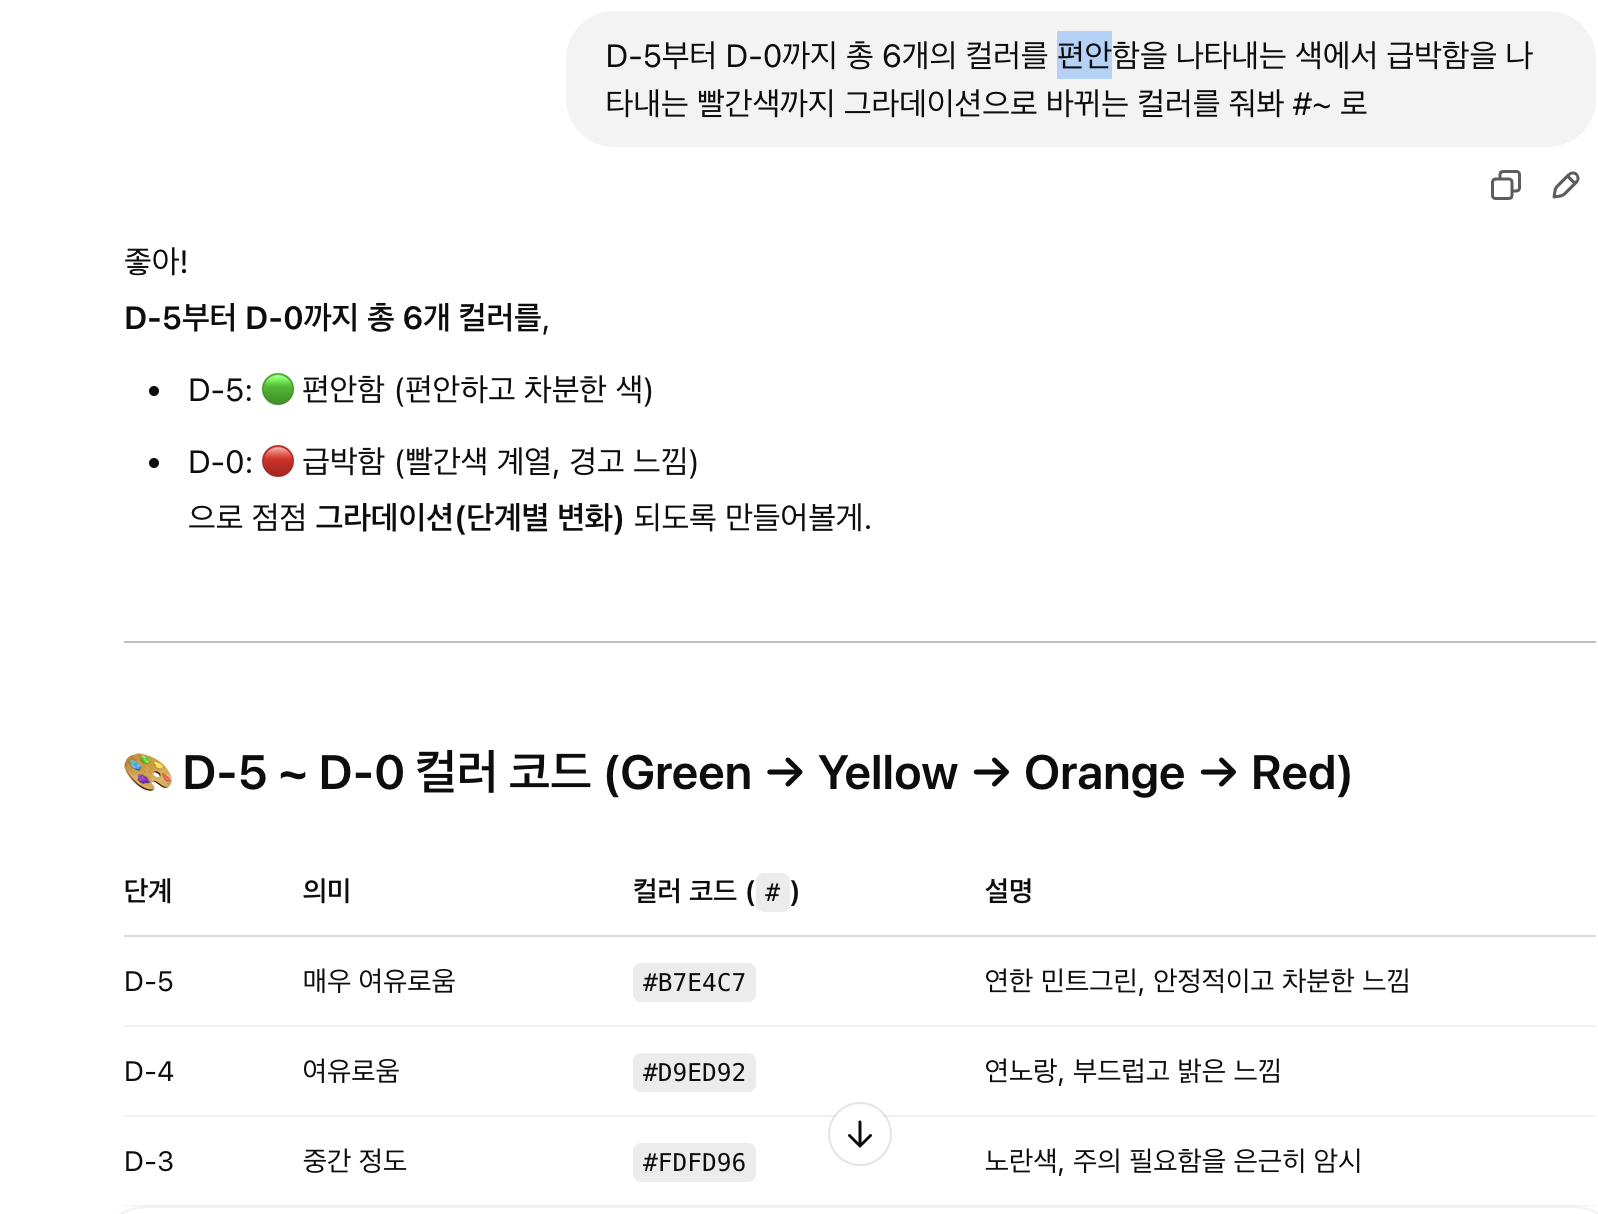 D-5부터 D-0까지 총 6개의 컬러를 편안함을 나타내는 색에서 급박함을 나
타내는 빨간색까지 그라데이션으로 바뀌는 컬러를 줘봐 #~ 로
좋아!
D-5부터 D-0까지 총 6개 컬러를,
• D-5: 🟢 편안함 (편안하고 차분한 색)
• D-0: 🔴 급박함 (빨간색 계열, 경고 느낌)
으로 점점 그라데이션(단계별 변화) 되도록 만들어볼게.
🎨 D-5 ~ D-0 컬러 코드 (Green → Yellow → Orange → Red)
단계 의미 컬러 코드 (#) 설명
D-5 매우 여유로움 #B7E4C7 연한 민트그린, 안정적이고 차분한 느낌
D-4 여유로움 #D9ED92 연노랑, 부드럽고 밝은 느낌
D-3 중간 정도 #FDFD96 노란색, 주의 필요함을 은근히 암시